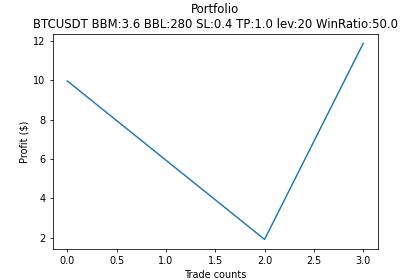 Portfolio
BTCUSDT BBM:3.6 BBL:280 SL:0.4 TP:1.0 lev:20 WinRatio:50.0
12
10
8
6
4
2
Profit ($)
0.0 0.5 1.0 1.5 2.0 2.5 3.0
Trade counts